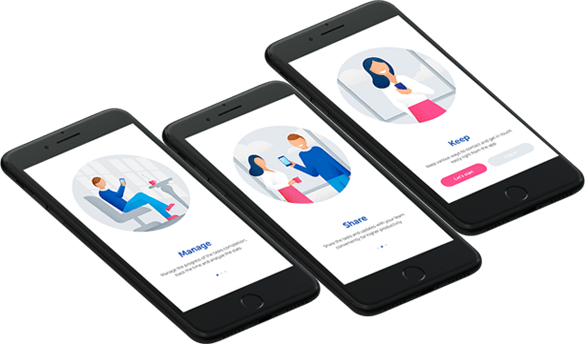 Manage
Manage the progress of the tasks completion,
track the time and analyze the stats
Share
Share the tasks and updates with your team
conveniently for higher productivity
Keep
Keep various ways to contact and get in touch
easily right from the app
Let's start